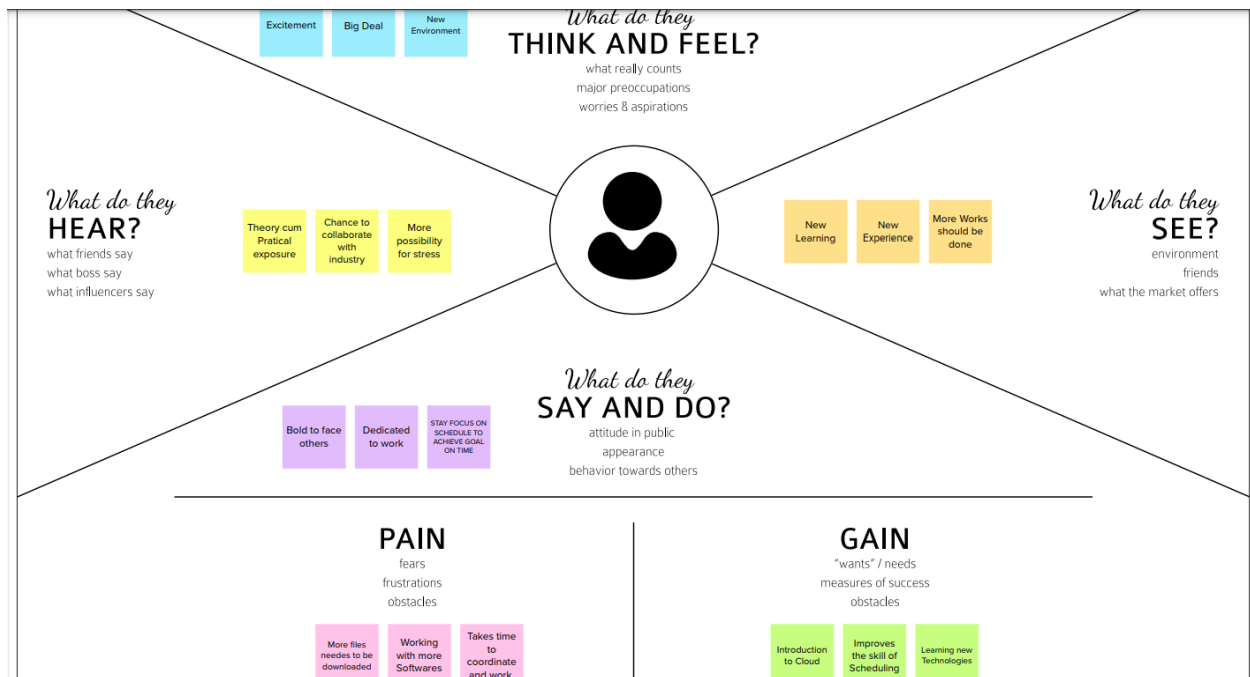 Excitement
Big Deal
New
Environment
What do they
THINK AND FEEL?
what really counts
major preoccupations
worries & aspirations
What do they
HEAR?
what friends say
what boss say
what influencers say
Theory cum
Pratical
exposure
Chance to
collaborate
with
industry
More
possibility
for stress
New
Learning
New
Experience
More Works
should be
done
What do they
SEE?
environment
friends
what the market offers
What do they
SAY AND DO?
attitude in public
appearance
behavior towards others
Bold to face
others
Dedicated
to work
STAY FOCUS ON
SCHEDULE TO
ACHIEVE GOAL
ON TIME
PAIN
fears
frustrations
obstacles
More files
needes to be
downloaded
Working
with more
Softwares
Takes time
to
coordinate
and work
GAIN
"wants" / needs
measures of success
obstacles
Introduction
to Cloud
Improves
the skill of
Scheduling
Learning new
Technologies